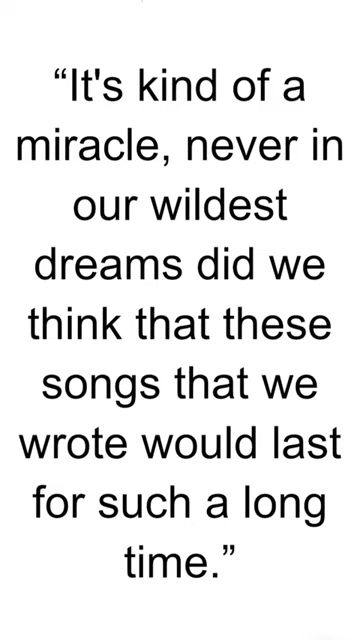 “It's kind of a
miracle, never in
our wildest
dreams did we
think that these
songs that we
wrote would last
for such a long
time.”